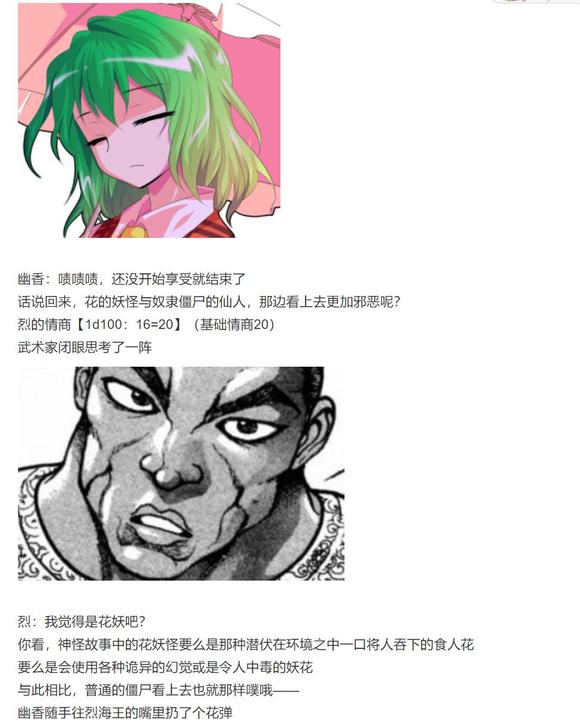 幽香：啧啧啧，还没开始享受就结束了
话说回来，花的妖怪与奴隶僵尸的仙人，那边看上去更加邪恶呢？
烈的情商【1d100：16=20】（基础情商20）
武术家闭眼思考了一阵
烈：我觉得是花妖吧？
你看，神怪故事中的花妖怪要么是那种潜伏在环境之中一口将人吞下的食人花
要么是会使用各种诡异的幻觉或是令人中毒的妖花
与此相比，普通的僵尸看上去也就那样噗哦——
幽香随手往烈海王的嘴里扔了个花弹